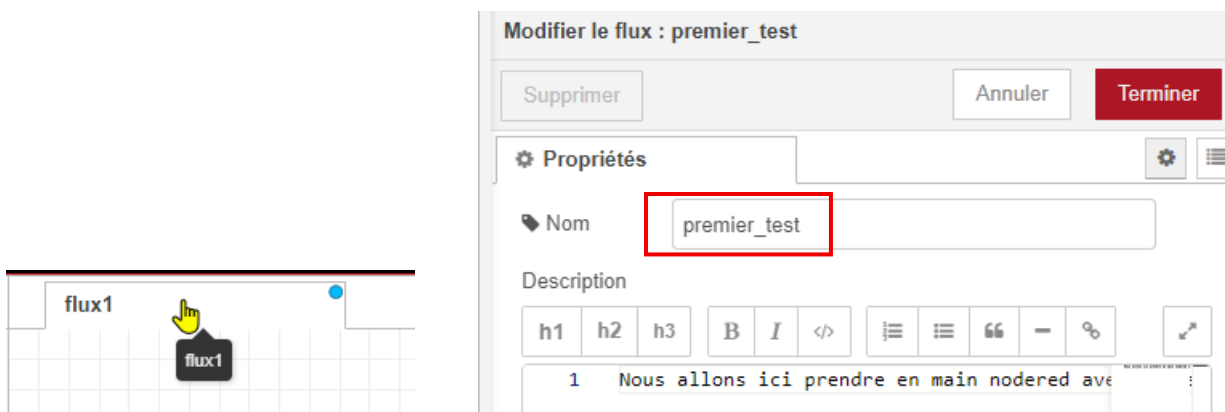 flux1
flux1
Modifier le flux : premier_test
Supprimer
Annuler
Terminer
Propriétés
Nom
premier_test
Description
h1 h2 h3 B I </>
1 Nous allons ici prendre en main nodered ave